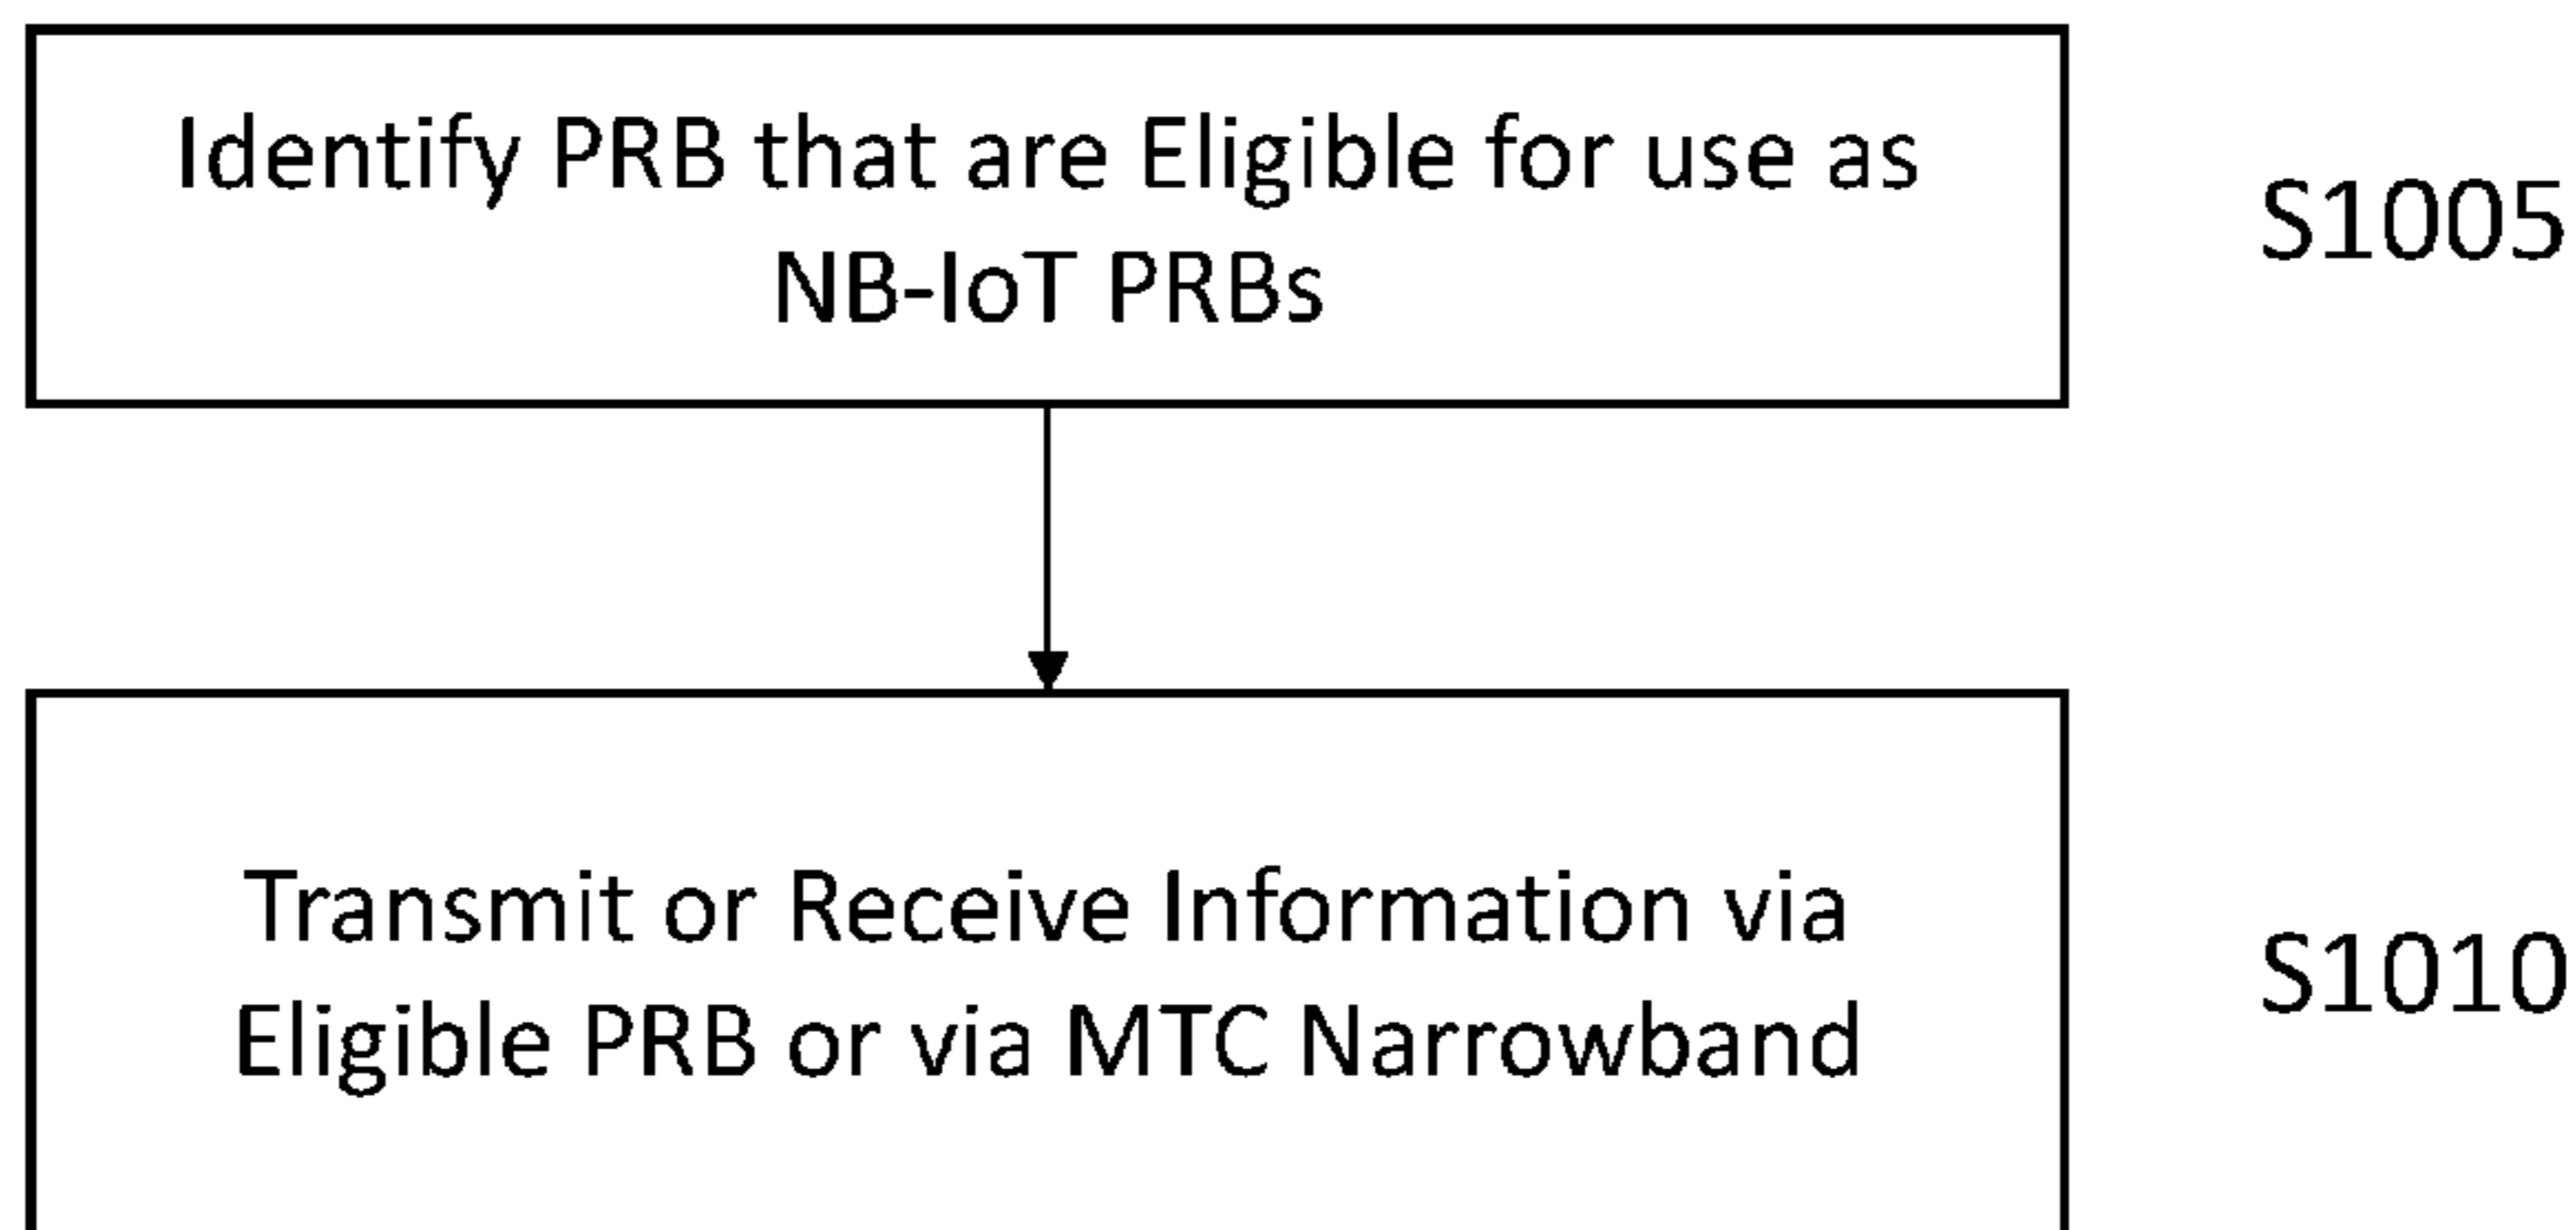 Identify PRB that are Eligible for use as
NB-IoT PRBs
S1005
Transmit or Receive Information via
Eligible PRB or via MTC Narrowband
S1010